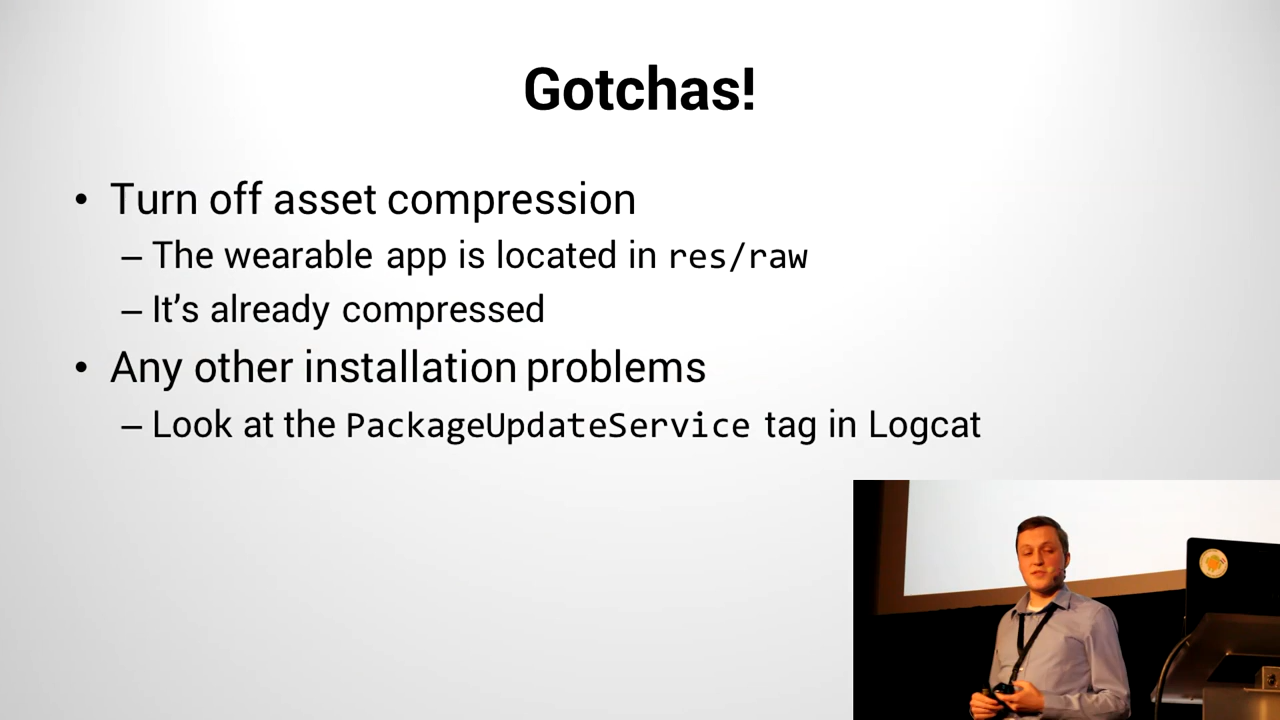 Gotchas!
• Turn off asset compression
– The wearable app is located in res/raw
– It’s already compressed
• Any other installation problems
– Look at the PackageUpdateService tag in Logcat